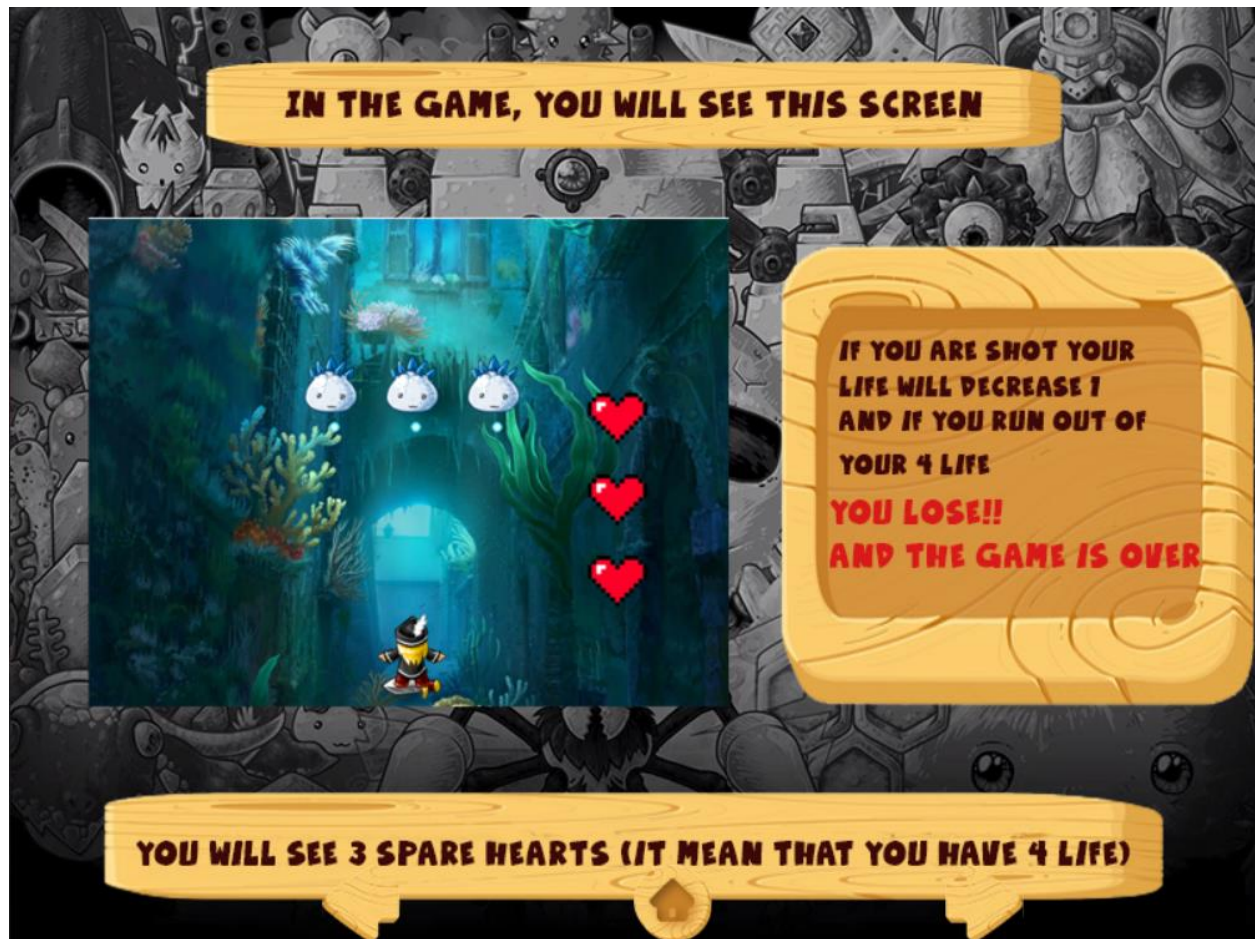 IN THE GAME, YOU WILL SEE THIS SCREEN
IF YOU ARE SHOT YOUR
LIFE WILL DECREASE 1
AND IF YOU RUN OUT OF
YOUR 4 LIFE
YOU LOSE!!
AND THE GAME IS OVER
YOU WILL SEE 3 SPARE HEARTS (IT MEAN THAT YOU HAVE 4 LIFE)